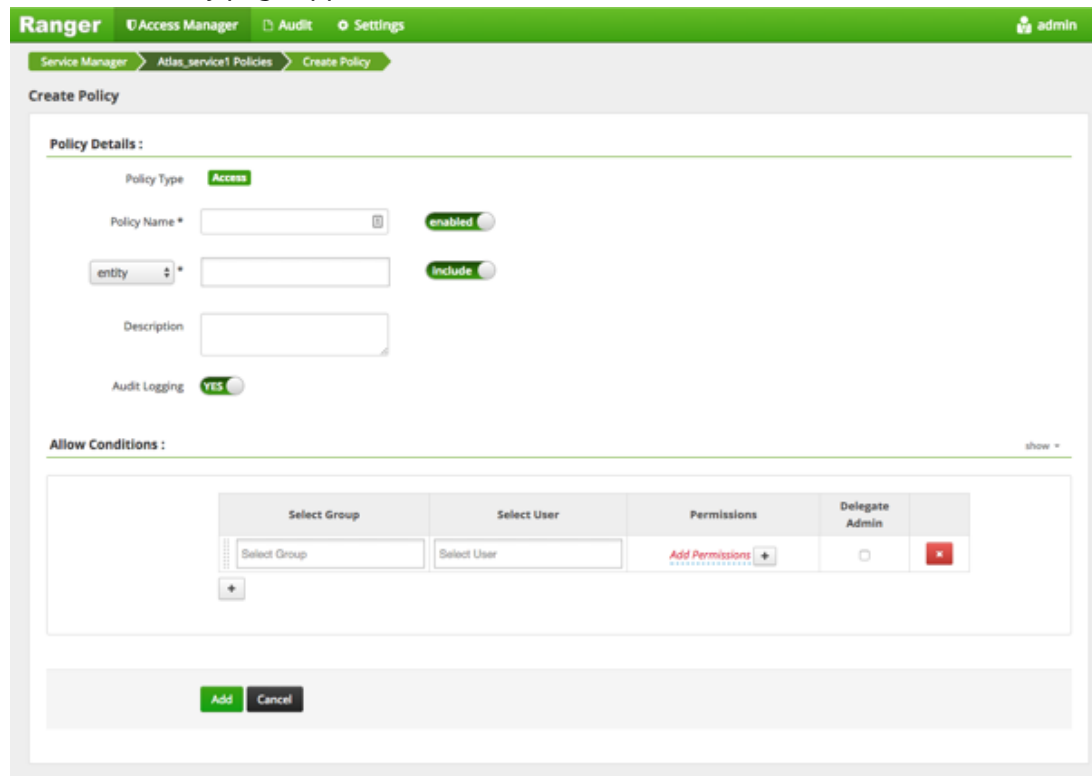 Ranger Access Manager Audit Settings admin
Service Manager Atlas_service1 Policies Create Policy
Create Policy
Policy Details :
Policy Type Access
Policy Name * enabled
entity * include
Description
Audit Logging YES
Allow Conditions : show
Select Group Select User Permissions Delegate Admin
Select Group Select User Add Permissions +
+
Add Cancel